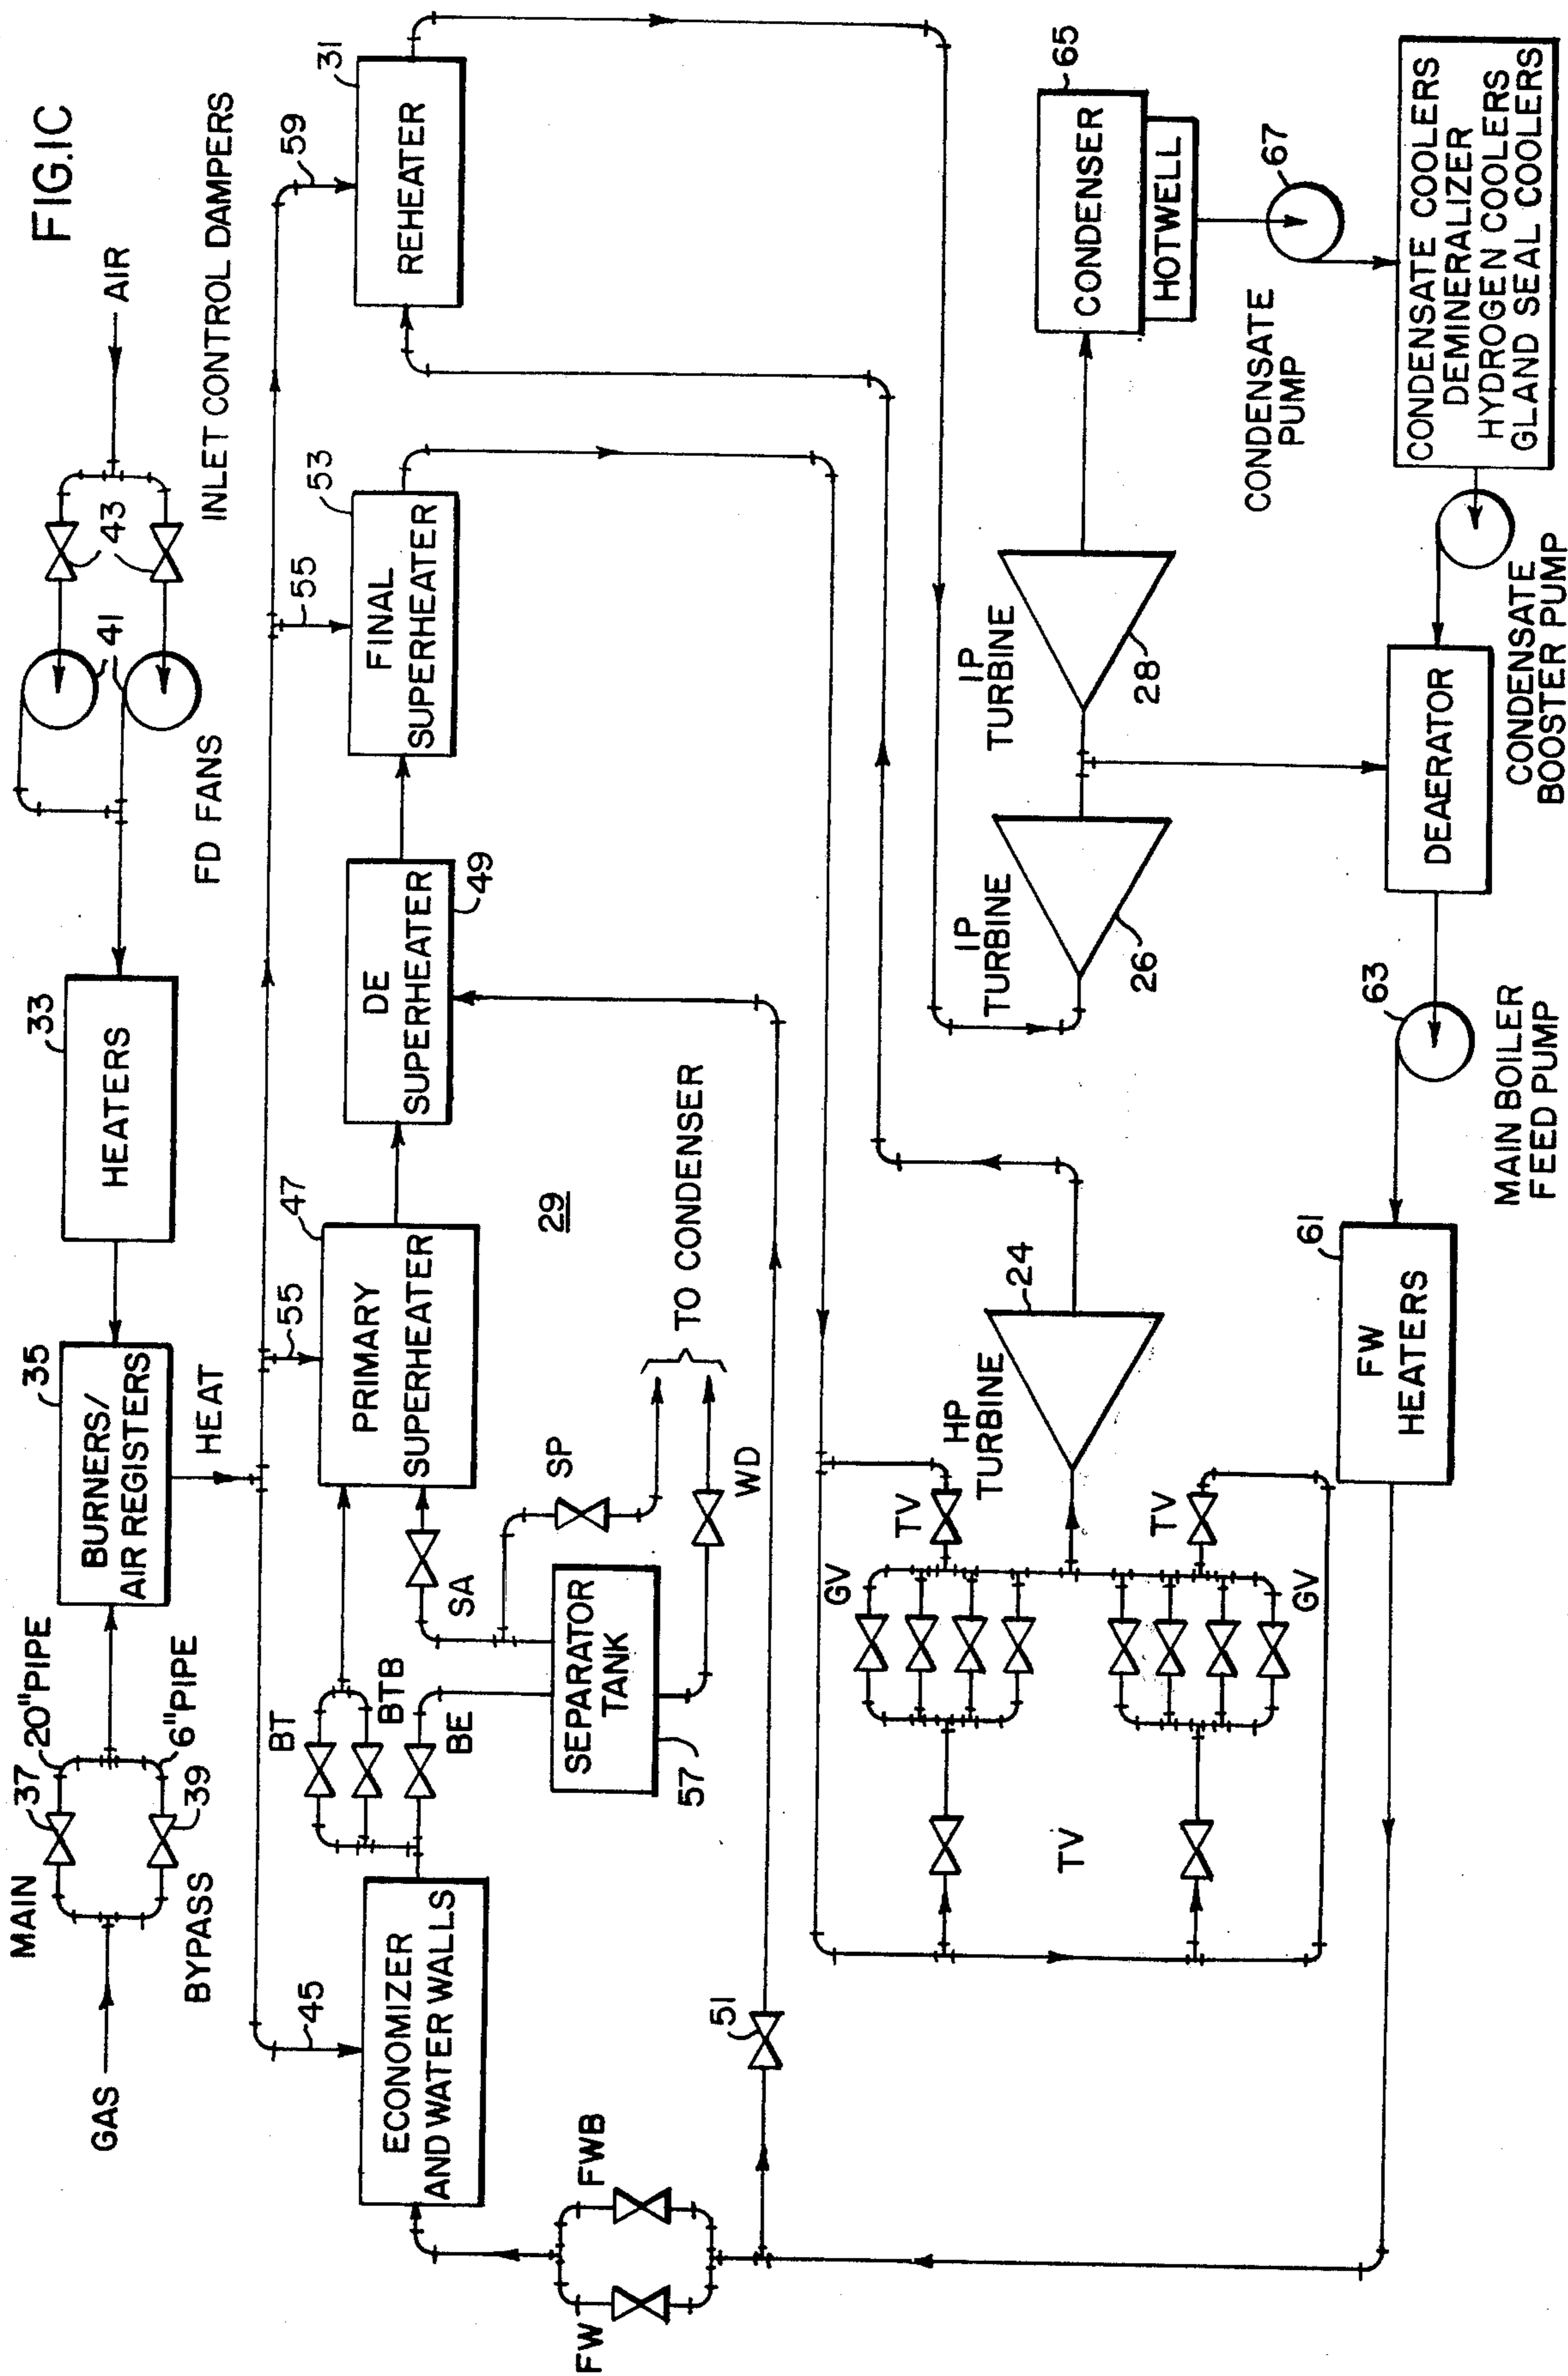 FIG.1C
GAS
MAIN
37
20"PIPE
BYPASS
39
6"PIPE
35
BURNERS/
AIR REGISTERS
HEAT
33
HEATERS
FD FANS
41
43
AIR
INLET CONTROL DAMPERS
45
ECONOMIZER
AND WATER WALLS
BT
BTB
BE
55
47
PRIMARY
SUPERHEATER
SA
SP
SEPARATOR
TANK
57
WD
TO CONDENSER
29
DE
SUPERHEATER
49
55
53
FINAL
SUPERHEATER
59
31
REHEATER
FW
FWB
51
TV
GV
TV
TV
GV
HP
TURBINE
24
IP
TURBINE
26
IP
TURBINE
28
65
CONDENSER
HOTWELL
CONDENSATE
PUMP
67
CONDENSATE COOLERS
DEMINERALIZER
HYDROGEN COOLERS
GLAND SEAL COOLERS
CONDENSATE
BOOSTER PUMP
DEAERATOR
63
MAIN BOILER
FEED PUMP
61
FW
HEATERS